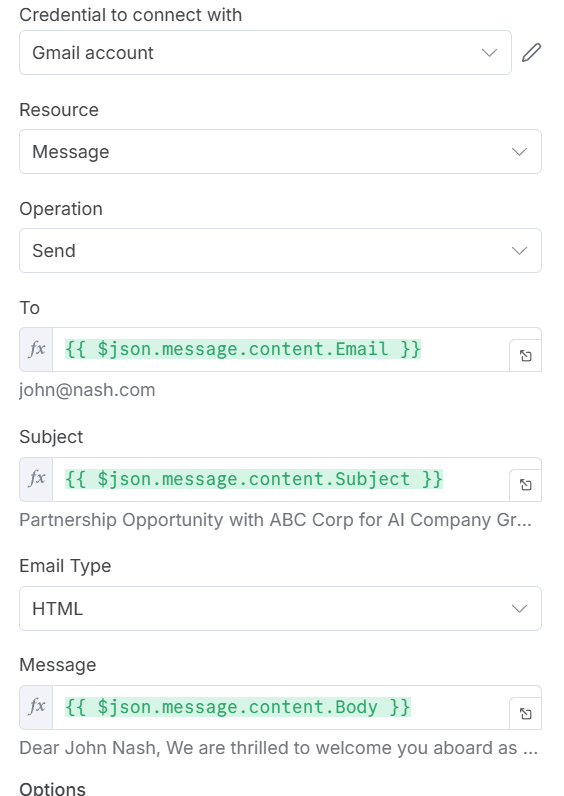 Credential to connect with
Gmail account
Resource
Message
Operation
Send
To
fx {{ $json.message.content.Email }}
john@nash.com
Subject
fx {{ $json.message.content.Subject }}
Partnership Opportunity with ABC Corp for AI Company Gr...
Email Type
HTML
Message
fx {{ $json.message.content.Body }}
Dear John Nash, We are thrilled to welcome you aboard as ...
Options